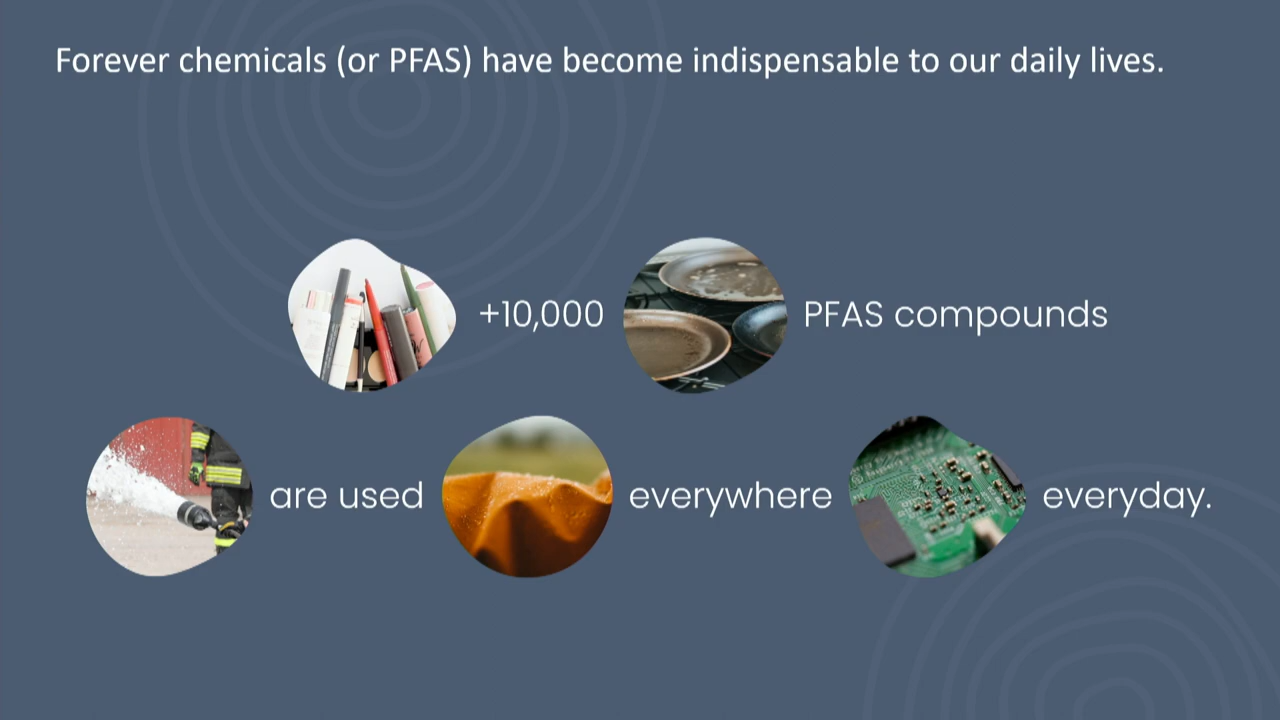 Forever chemicals (or PFAS) have become indispensable to our daily lives.
+10,000 PFAS compounds
are used everywhere everyday.